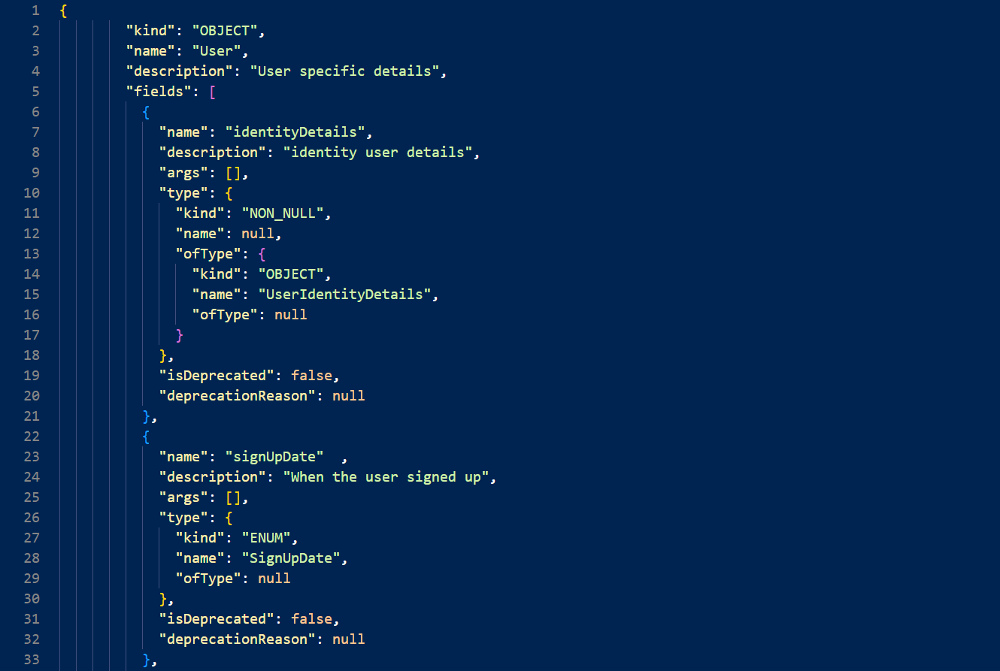 1 {
2 "kind": "OBJECT",
3 "name": "User",
4 "description": "User specific details",
5 "fields": [
6 {
7 "name": "identityDetails",
8 "description": "identity user details",
9 "args": [],
10 "type": {
11 "kind": "NON_NULL",
12 "name": null,
13 "ofType": {
14 "kind": "OBJECT",
15 "name": "UserIdentityDetails",
16 "ofType": null
17 }
18 },
19 "isDeprecated": false,
20 "deprecationReason": null
21 },
22 {
23 "name": "signUpDate"  ,
24 "description": "When the user signed up",
25 "args": [],
26 "type": {
27 "kind": "ENUM",
28 "name": "SignUpDate",
29 "ofType": null
30 },
31 "isDeprecated": false,
32 "deprecationReason": null
33 },